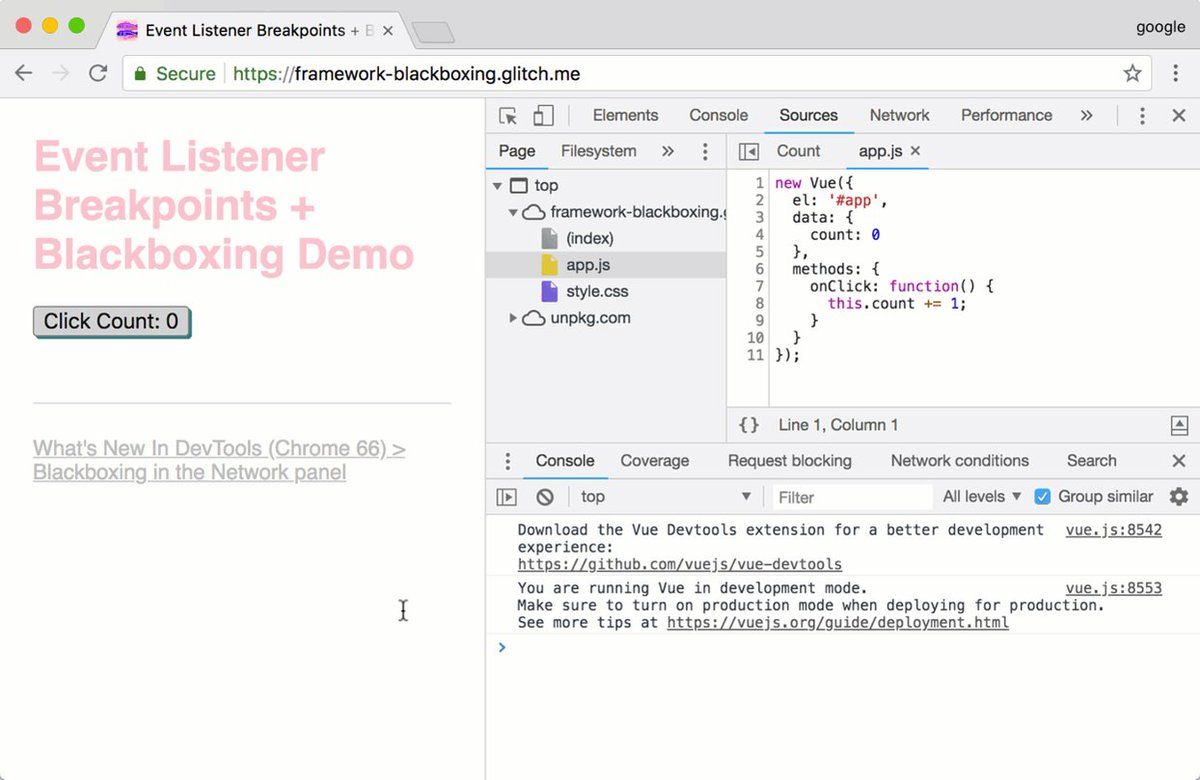 Event Listener Breakpoints + B
google
Secure https://framework-blackboxing.glitch.me
Event Listener
Breakpoints +
Blackboxing Demo
Click Count: 0
What's New In DevTools (Chrome 66) >
Blackboxing in the Network panel
Elements Console Sources Network Performance »
Page Filesystem »
top
framework-blackboxing.g
(index)
app.js
style.css
unpkg.com
Count app.js ×
1 new Vue({
2 el: '#app',
3 data: {
4 count: 0
5 },
6 methods: {
7 onClick: function() {
8 this.count += 1;
9 }
10 }
11 });
{} Line 1, Column 1
Console Coverage Request blocking Network conditions Search
top Filter All levels Group similar
Download the Vue Devtools extension for a better development vue.js:8542
experience:
https://github.com/vuejs/vue-devtools
You are running Vue in development mode. vue.js:8553
Make sure to turn on production mode when deploying for production.
See more tips at https://vuejs.org/guide/deployment.html
>